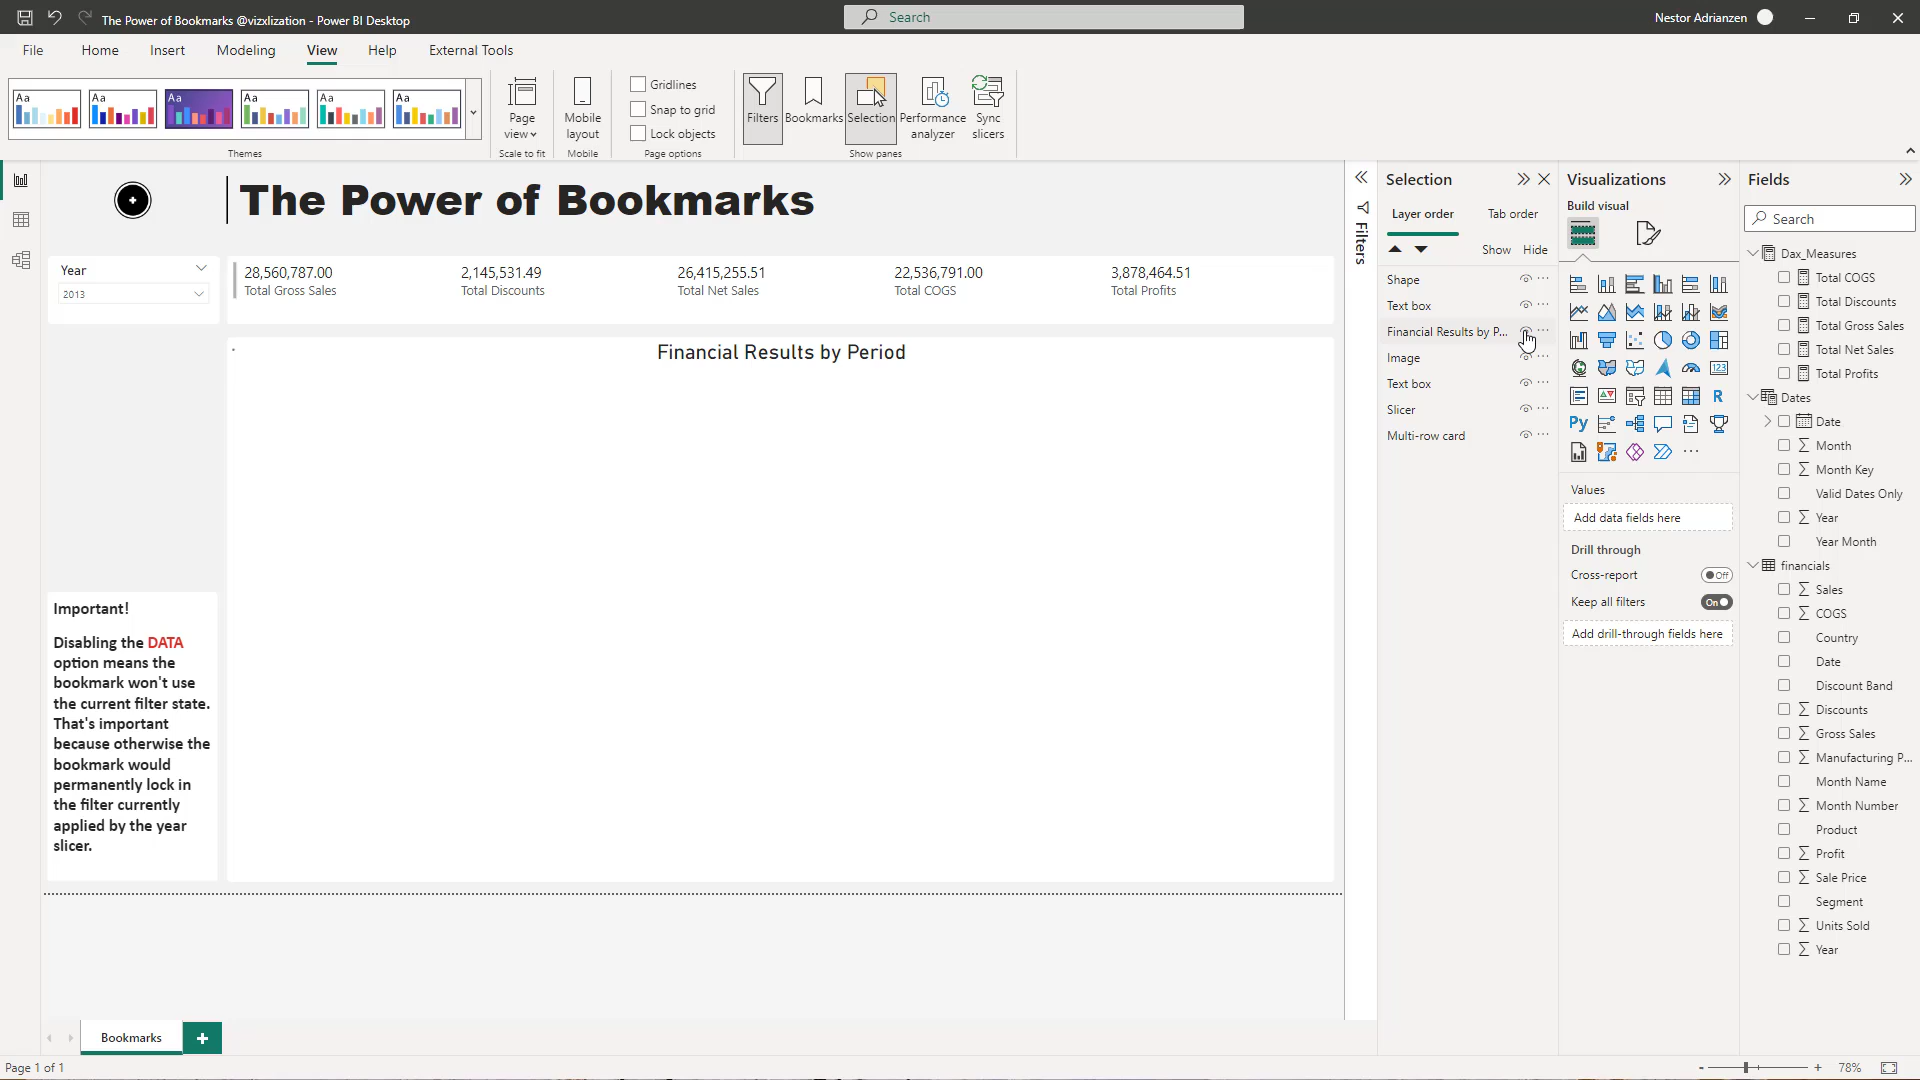 The Power of Bookmarks @vizxlization - Power BI Desktop
Search
Nestor Adrianzen
File
Home
Insert
Modeling
View
Help
External Tools
Aa
Aa
Aa
Aa
Aa
Aa
Themes
Page view
Scale to fit
Mobile layout
Mobile
Gridlines
Snap to grid
Lock objects
Page options
Filters
Bookmarks
Selection
Performance analyzer
Sync slicers
Show panes
The Power of Bookmarks
Year
2013
28,560,787.00
Total Gross Sales
2,145,531.49
Total Discounts
26,415,255.51
Total Net Sales
22,536,791.00
Total COGS
3,878,464.51
Total Profits
Financial Results by Period
Important!
Disabling the DATA
option means the
bookmark won't use
the current filter state.
That's important
because otherwise the
bookmark would
permanently lock in
the filter currently
applied by the year
slicer.
Filters
Selection
Layer order
Tab order
Show
Hide
Shape
Text box
Financial Results by P...
Image
Text box
Slicer
Multi-row card
Visualizations
Build visual
123
R
Py
Values
Add data fields here
Drill through
Cross-report
Off
Keep all filters
On
Add drill-through fields here
Fields
Search
Dax_Measures
Total COGS
Total Discounts
Total Gross Sales
Total Net Sales
Total Profits
Dates
Date
Month
Month Key
Valid Dates Only
Year
Year Month
financials
Sales
COGS
Country
Date
Discount Band
Discounts
Gross Sales
Manufacturing P...
Month Name
Month Number
Product
Profit
Sale Price
Segment
Units Sold
Year
Bookmarks
Page 1 of 1
78%